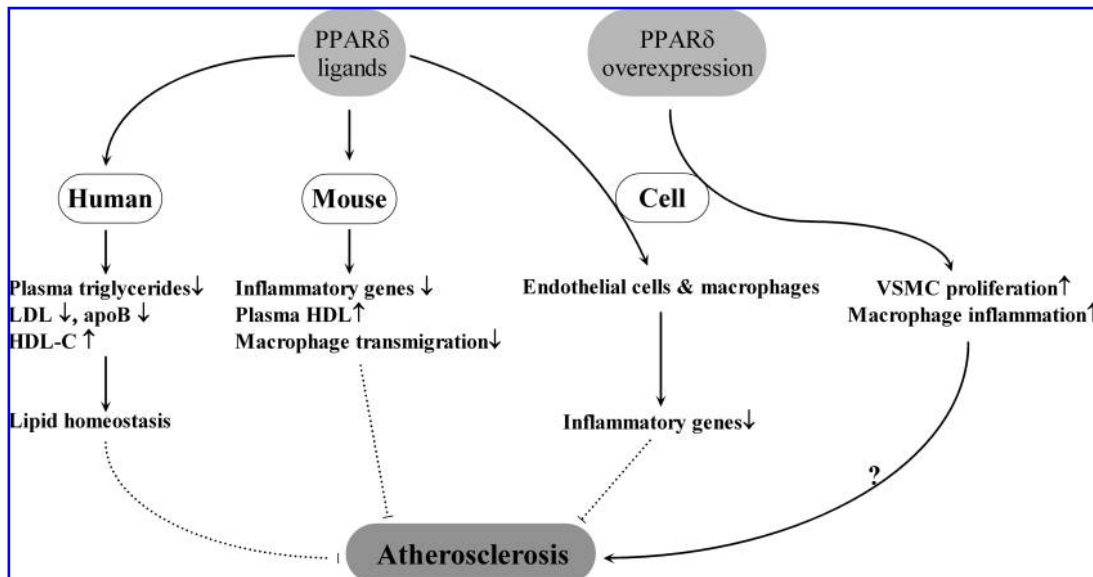 PPARδ
ligands
PPARδ
overexpression
Human
Mouse
Cell
Plasma triglycerides↓
LDL ↓, apoB ↓
HDL-C ↑
Inflammatory genes ↓
Plasma HDL↑
Macrophage transmigration↓
Endothelial cells & macrophages
VSMC proliferation↑
Macrophage inflammation↑
Lipid homeostasis
Inflammatory genes↓
?
Atherosclerosis